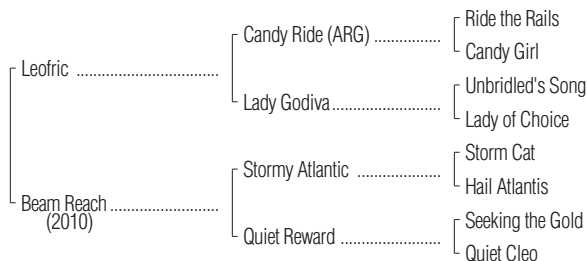 Ride the Rails
Candy Ride (ARG) ....................
Candy Girl
Leofric ....................................
Unbridled's Song
Lady Godiva............................
Lady of Choice
Storm Cat
Stormy Atlantic .......................
Hail Atlantis
Beam Reach ...........................
(2010)
Seeking the Gold
Quiet Reward ..........................
Quiet Cleo